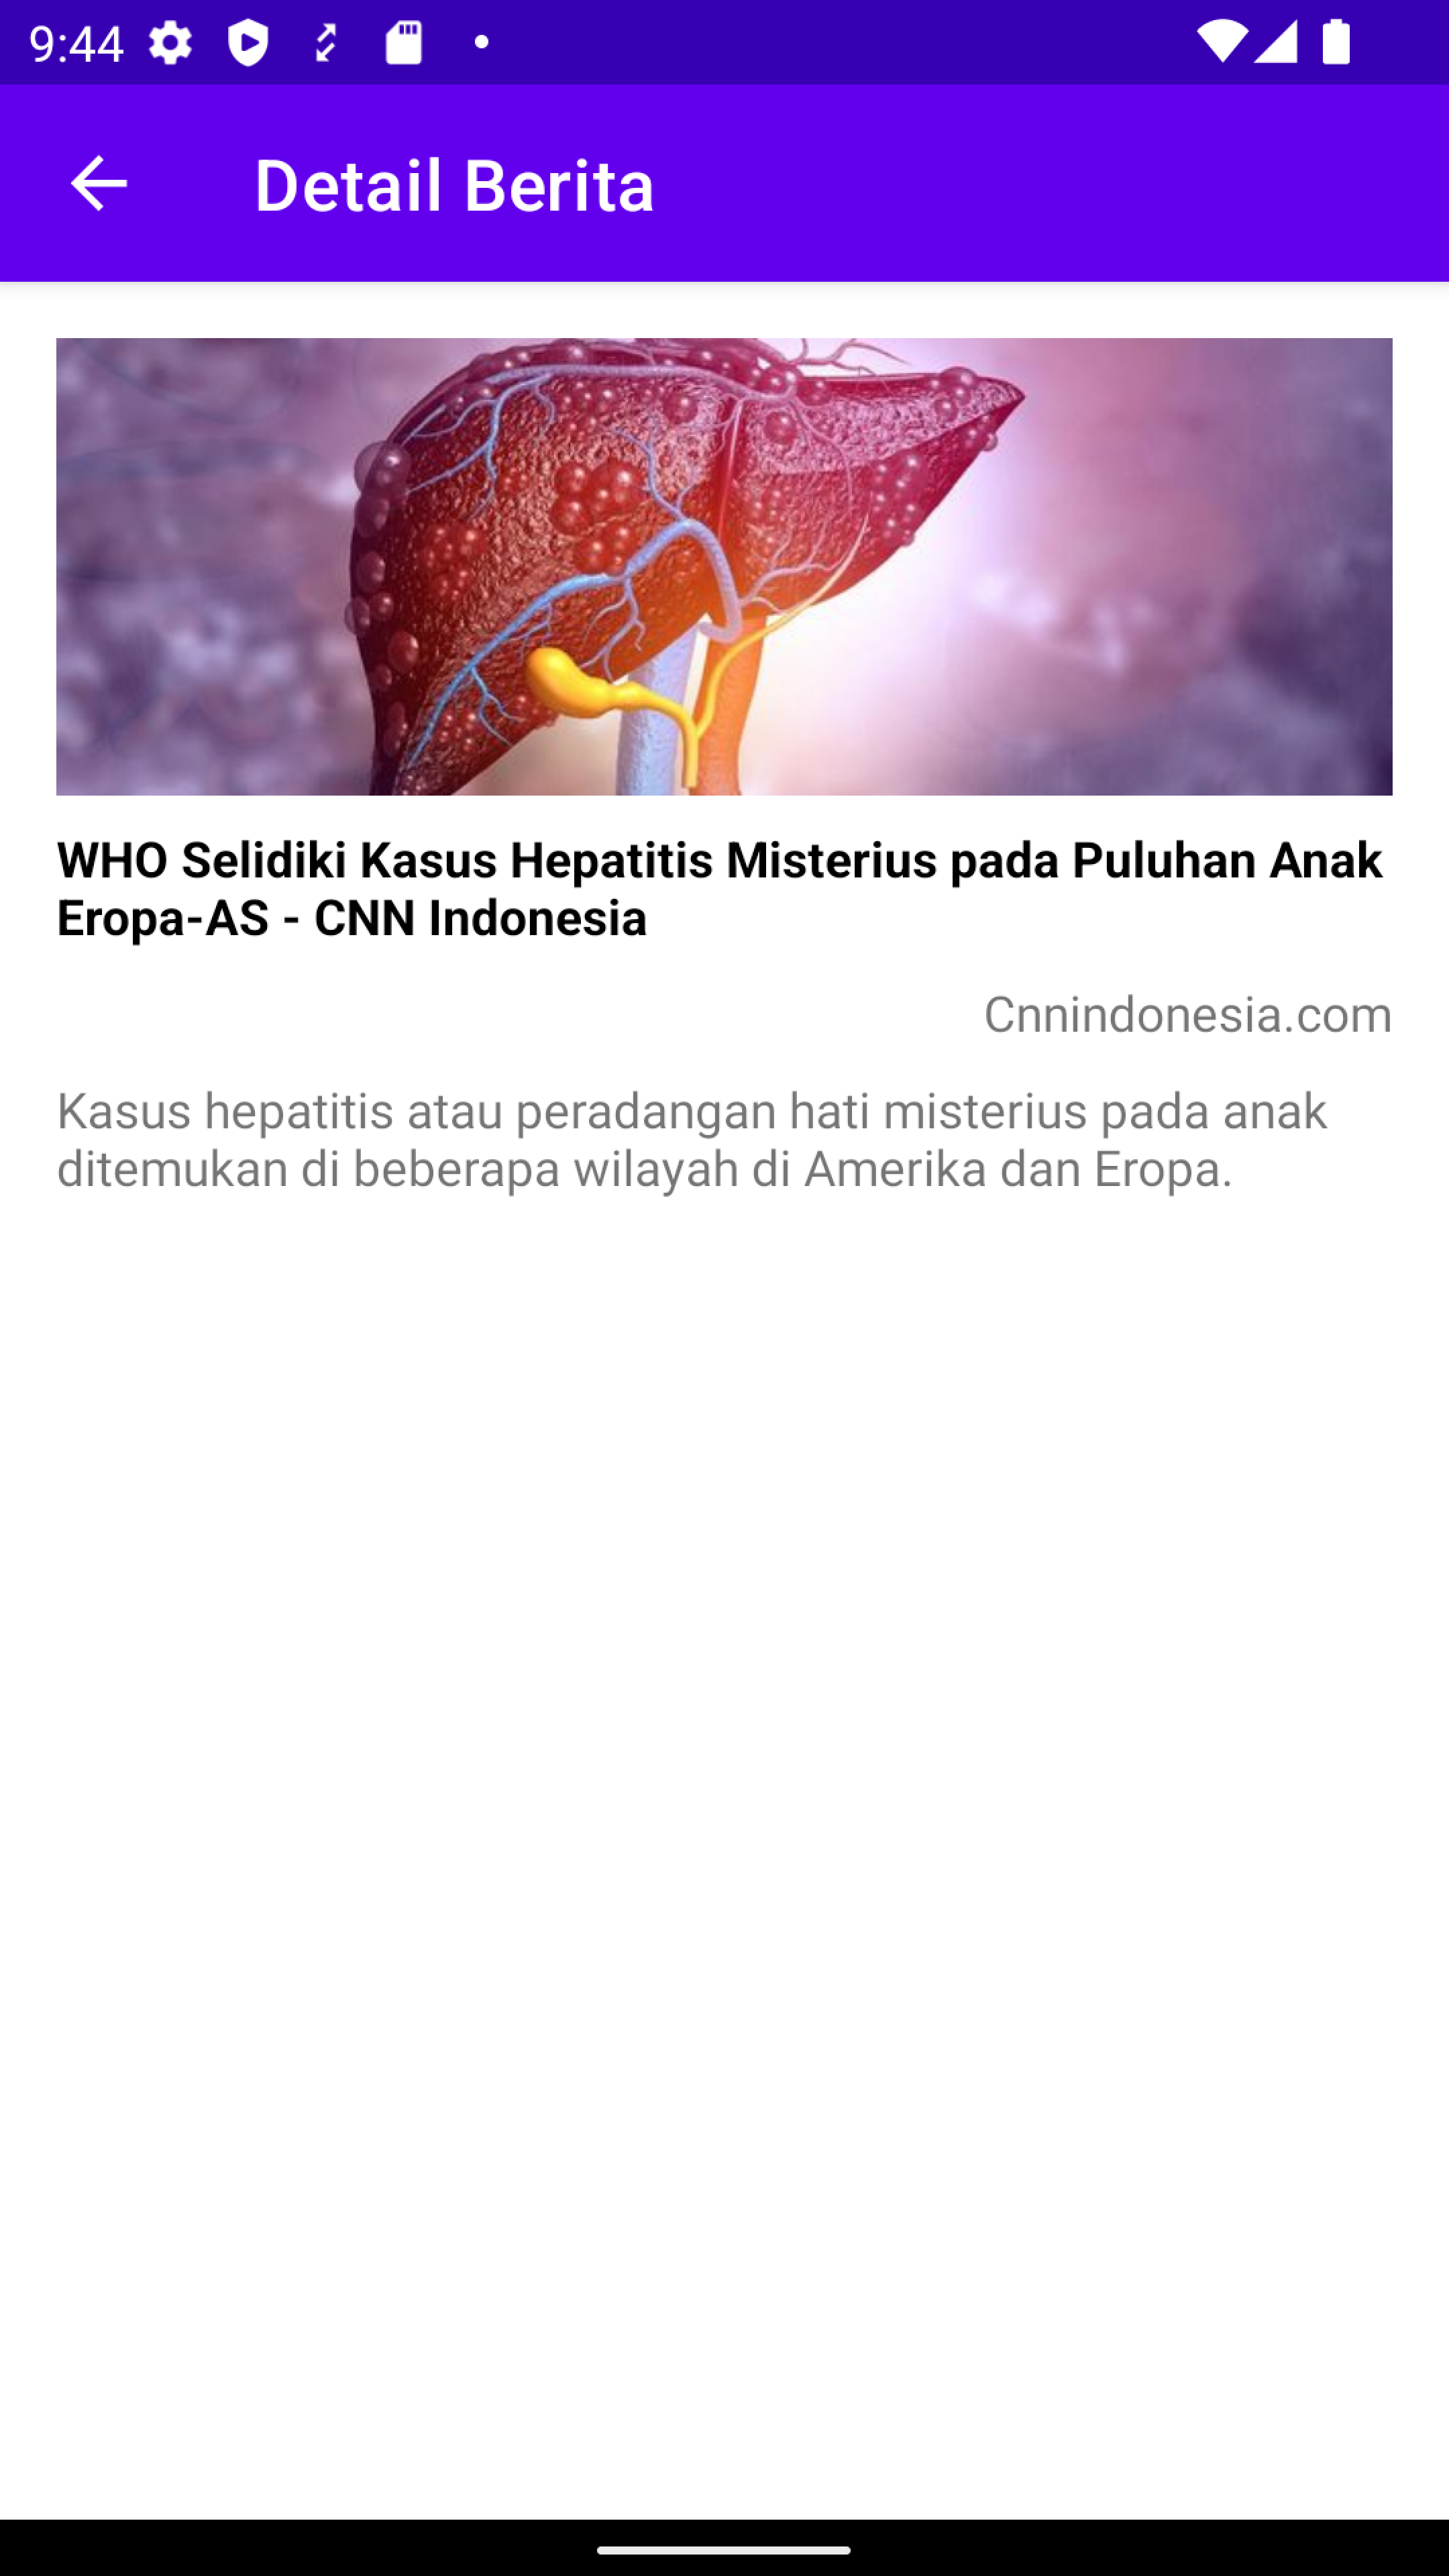 9:44
Detail Berita
WHO Selidiki Kasus Hepatitis Misterius pada Puluhan Anak
Eropa-AS - CNN Indonesia
Cnnindonesia.com
Kasus hepatitis atau peradangan hati misterius pada anak
ditemukan di beberapa wilayah di Amerika dan Eropa.